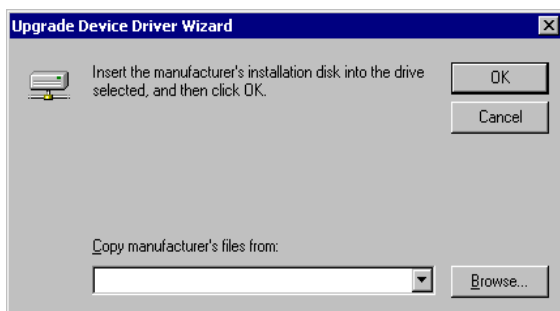 Upgrade Device Driver Wizard
Insert the manufacturer's installation disk into the drive
selected, and then click OK.
OK
Cancel
Copy manufacturer's files from:
Browse...